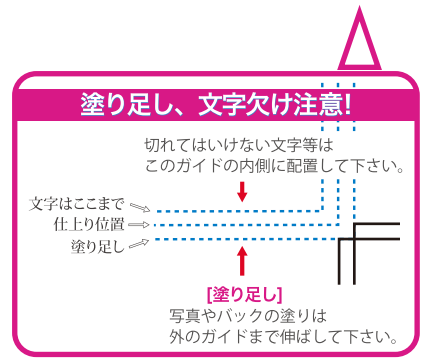 塗り足し、文字欠け注意!
切れてはいけない文字等は
このガイドの内側に配置して下さい。
文字はここまで
仕上り位置
塗り足し
[塗り足し]
写真やバックの塗りは
外のガイドまで伸ばして下さい。